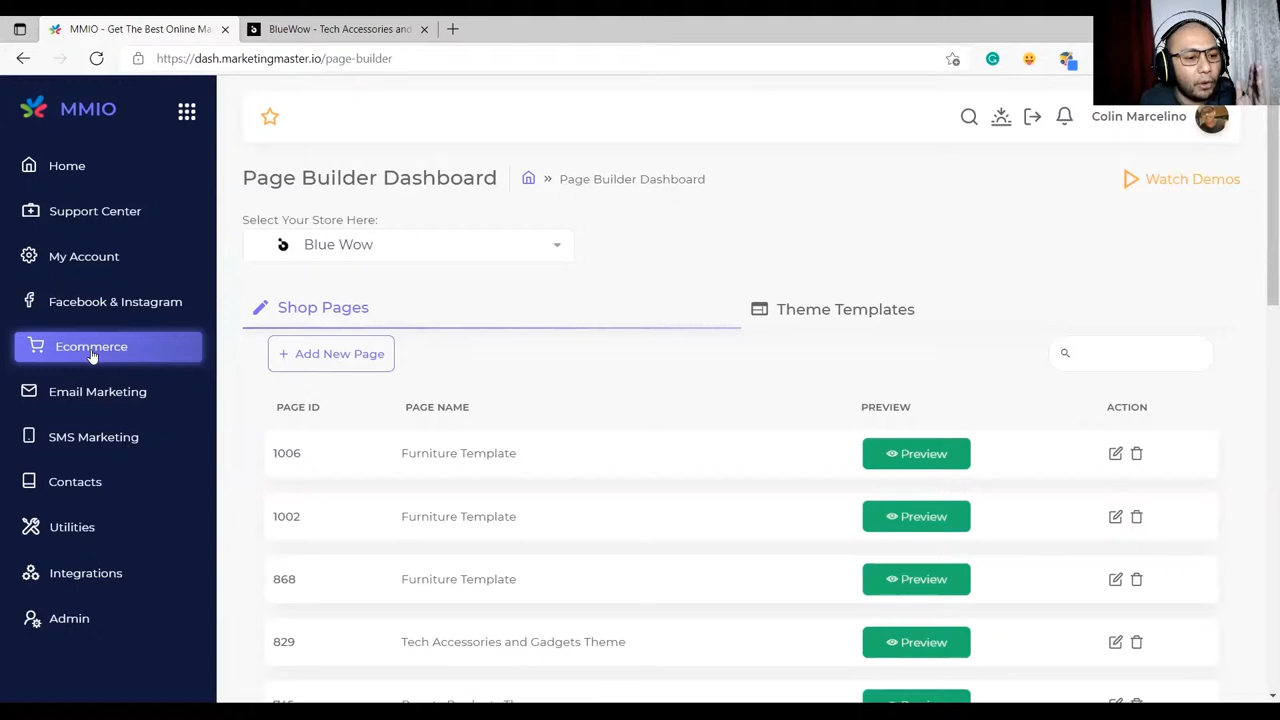 MMIO - Get The Best Online Ma
BlueWow - Tech Accessories and
https://dash.marketingmaster.io/page-builder
MMIO
Colin Marcelino
Home
Support Center
My Account
Facebook & Instagram
Ecommerce
Email Marketing
SMS Marketing
Contacts
Utilities
Integrations
Admin
Page Builder Dashboard
» Page Builder Dashboard
Watch Demos
Select Your Store Here:
Blue Wow
Shop Pages
Theme Templates
+ Add New Page
PAGE ID PAGE NAME PREVIEW ACTION
1006 Furniture Template Preview
1002 Furniture Template Preview
868 Furniture Template Preview
829 Tech Accessories and Gadgets Theme Preview